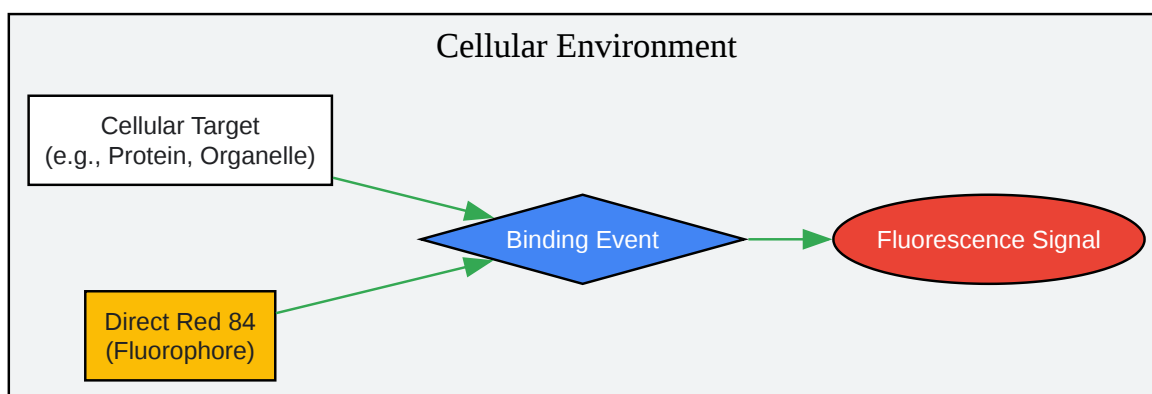 Cellular Environment
Cellular Target
(e.g., Protein, Organelle)
Binding Event
Fluorescence Signal
Direct Red 84
(Fluorophore)